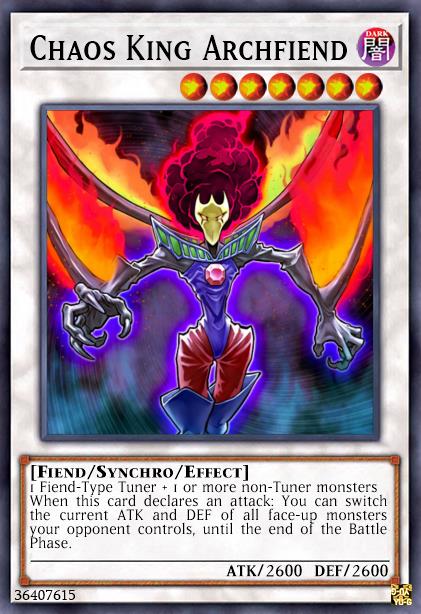 Chaos King Archfiend
DARK
闇
[Fiend/Synchro/Effect]
1 Fiend-Type Tuner + 1 or more non-Tuner monsters
When this card declares an attack: You can switch
the current ATK and DEF of all face-up monsters
your opponent controls, until the end of the Battle
Phase.
ATK/2600 DEF/2600
36407615